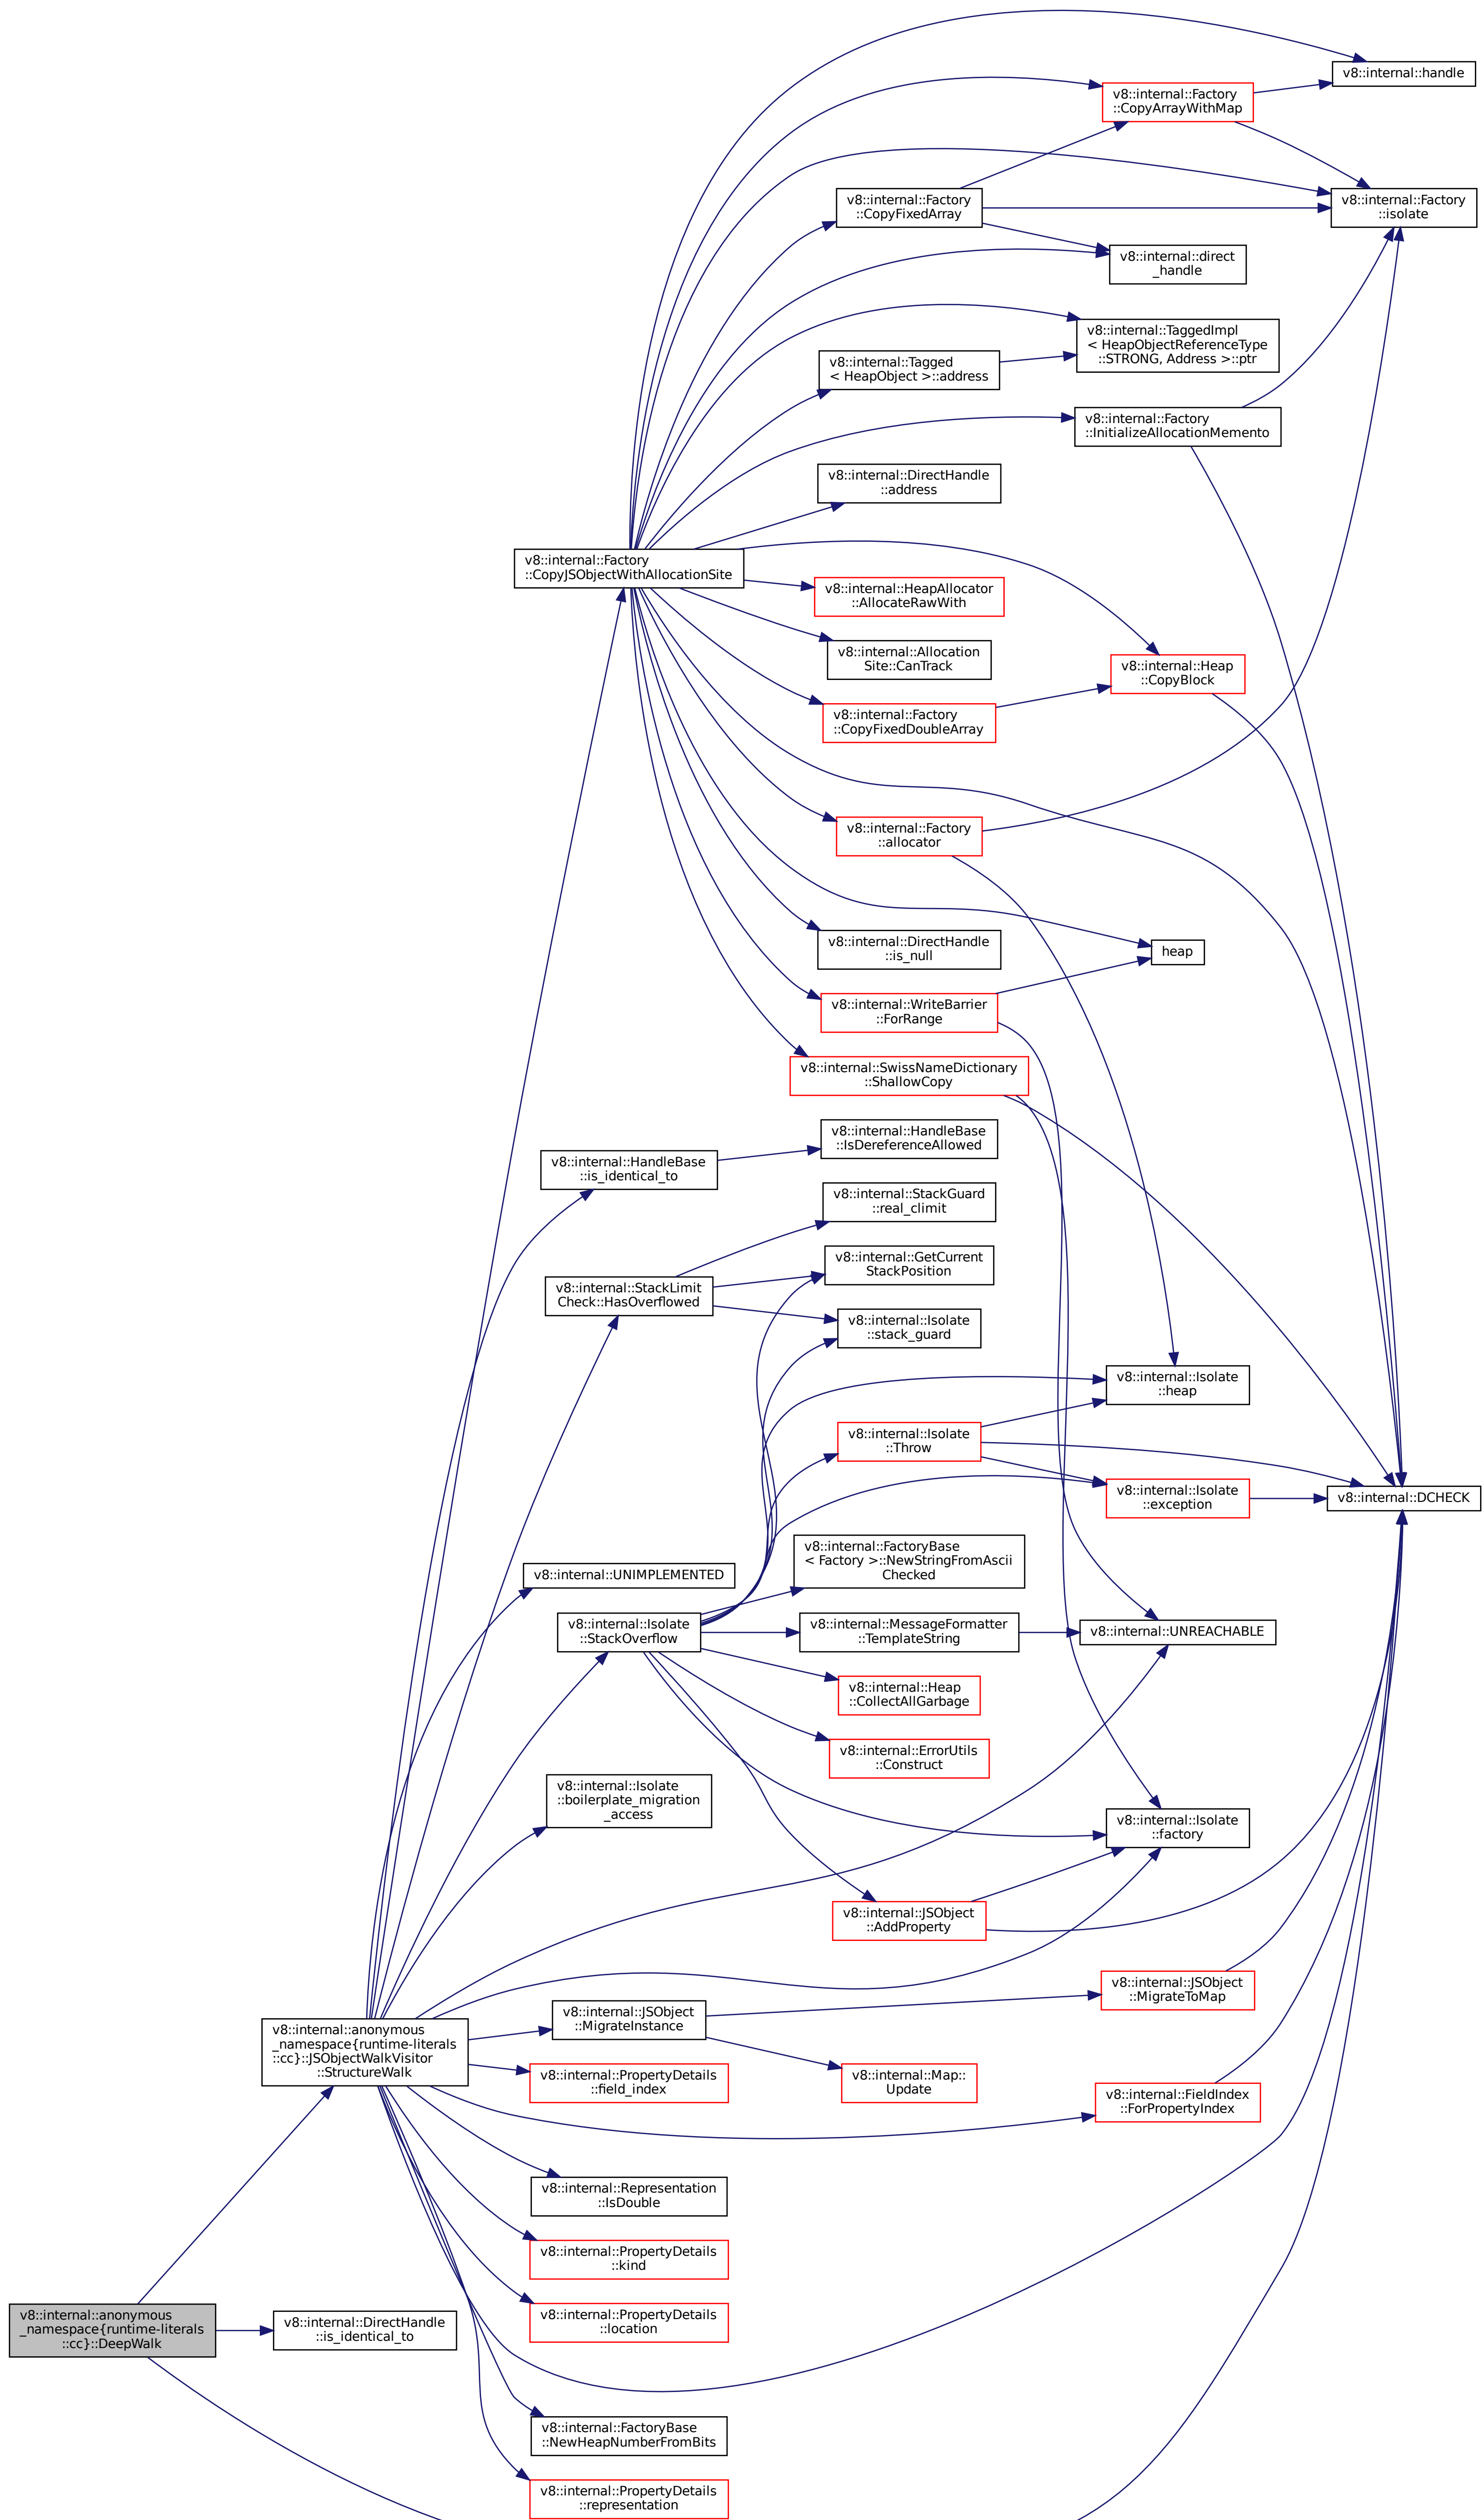 v8::internal::handle
v8::internal::Factory
::CopyArrayWithMap
v8::internal::Factory
::CopyFixedArray
v8::internal::Factory
::isolate
v8::internal::direct
_handle
v8::internal::TaggedImpl
< HeapObjectReferenceType
::STRONG, Address >::ptr
v8::internal::Tagged
< HeapObject >::address
v8::internal::Factory
::InitializeAllocationMemento
v8::internal::DirectHandle
::address
v8::internal::Factory
::CopyJSObjectWithAllocationSite
v8::internal::HeapAllocator
::AllocateRawWith
v8::internal::Allocation
Site::CanTrack
v8::internal::Heap
::CopyBlock
v8::internal::Factory
::CopyFixedDoubleArray
v8::internal::Factory
::allocator
v8::internal::DirectHandle
::is_null
heap
v8::internal::WriteBarrier
::ForRange
v8::internal::SwissNameDictionary
::ShallowCopy
v8::internal::HandleBase
::IsDereferenceAllowed
v8::internal::HandleBase
::is_identical_to
v8::internal::StackGuard
::real_climit
v8::internal::GetCurrent
StackPosition
v8::internal::StackLimit
Check::HasOverflowed
v8::internal::Isolate
::stack_guard
v8::internal::Isolate
::heap
v8::internal::Isolate
::Throw
v8::internal::Isolate
::exception
v8::internal::DCHECK
v8::internal::FactoryBase
< Factory >::NewStringFromAscii
Checked
v8::internal::UNIMPLEMENTED
v8::internal::Isolate
::StackOverflow
v8::internal::MessageFormatter
::TemplateString
v8::internal::UNREACHABLE
v8::internal::Heap
::CollectAllGarbage
v8::internal::ErrorUtils
::Construct
v8::internal::Isolate
::boilerplate_migration
_access
v8::internal::Isolate
::factory
v8::internal::JSObject
::AddProperty
v8::internal::JSObject
::MigrateToMap
v8::internal::JSObject
::MigrateInstance
v8::internal::anonymous
_namespace{runtime-literals
::cc}::JSObjectWalkVisitor
::StructureWalk
v8::internal::PropertyDetails
::field_index
v8::internal::Map::
Update
v8::internal::FieldIndex
::ForPropertyIndex
v8::internal::Representation
::IsDouble
v8::internal::PropertyDetails
::kind
v8::internal::PropertyDetails
::location
v8::internal::anonymous
_namespace{runtime-literals
::cc}::DeepWalk
v8::internal::DirectHandle
::is_identical_to
v8::internal::FactoryBase
::NewHeapNumberFromBits
v8::internal::PropertyDetails
::representation